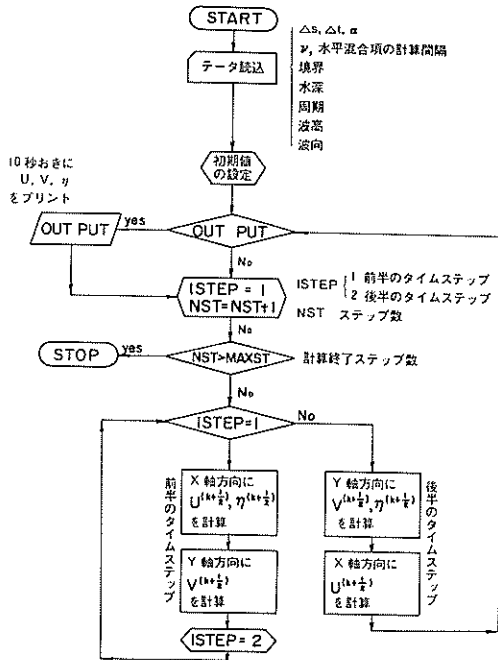 START
データ読込
△s, △t, α
ν, 水平混合項の計算間隔
境界
水深
周期
波高
波向
初期値
の設定
10秒おきに
U, V, η
をプリント
OUT PUT
yes
OUT PUT
No
ISTEP = 1
NST=NST+1
ISTEP { 1 前半のタイムステップ
2 後半のタイムステップ
NST ステップ数
No
STOP
yes
NST>MAXST
計算終了ステップ数
No
iSTEP=1
No
前半のタイムステップ
X 軸方向に
U^(k+1/2), η^(k+1/2)
を計算
Y 軸方向に
V^(k+1/2)
を計算
ISTEP= 2
Y 軸方向に
V^(k+1/2), η^(k+1/2)
を計算
X 軸方向に
U^(k+1/2)
を計算
後半のタイムステップ